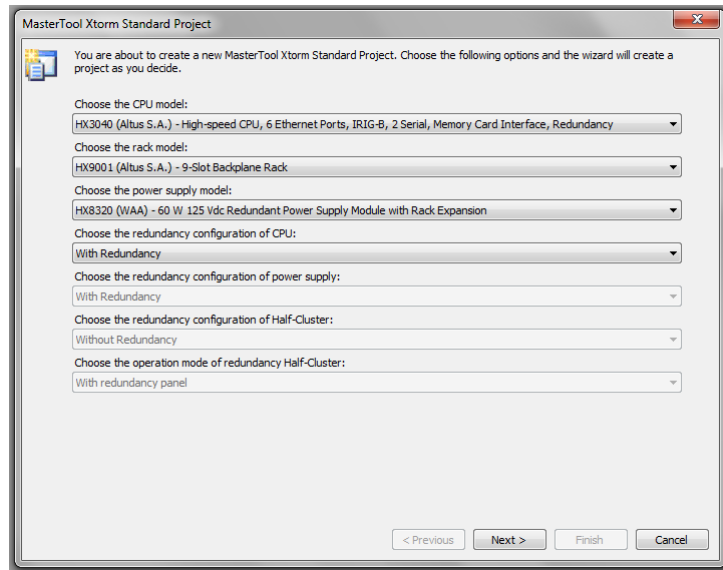 MasterTool Xtorm Standard Project
You are about to create a new MasterTool Xtorm Standard Project. Choose the following options and the wizard will create a
project as you decide.
Choose the CPU model:
HX3040 (Altus S.A.) - High-speed CPU, 6 Ethernet Ports, IRIG-B, 2 Serial, Memory Card Interface, Redundancy
Choose the rack model:
HX9001 (Altus S.A.) - 9-Slot Backplane Rack
Choose the power supply model:
HX8320 (WAA) - 60 W 125 Vdc Redundant Power Supply Module with Rack Expansion
Choose the redundancy configuration of CPU:
With Redundancy
Choose the redundancy configuration of power supply:
With Redundancy
Choose the redundancy configuration of Half-Cluster:
Without Redundancy
Choose the operation mode of redundancy Half-Cluster:
With redundancy panel
< Previous Next > Finish Cancel